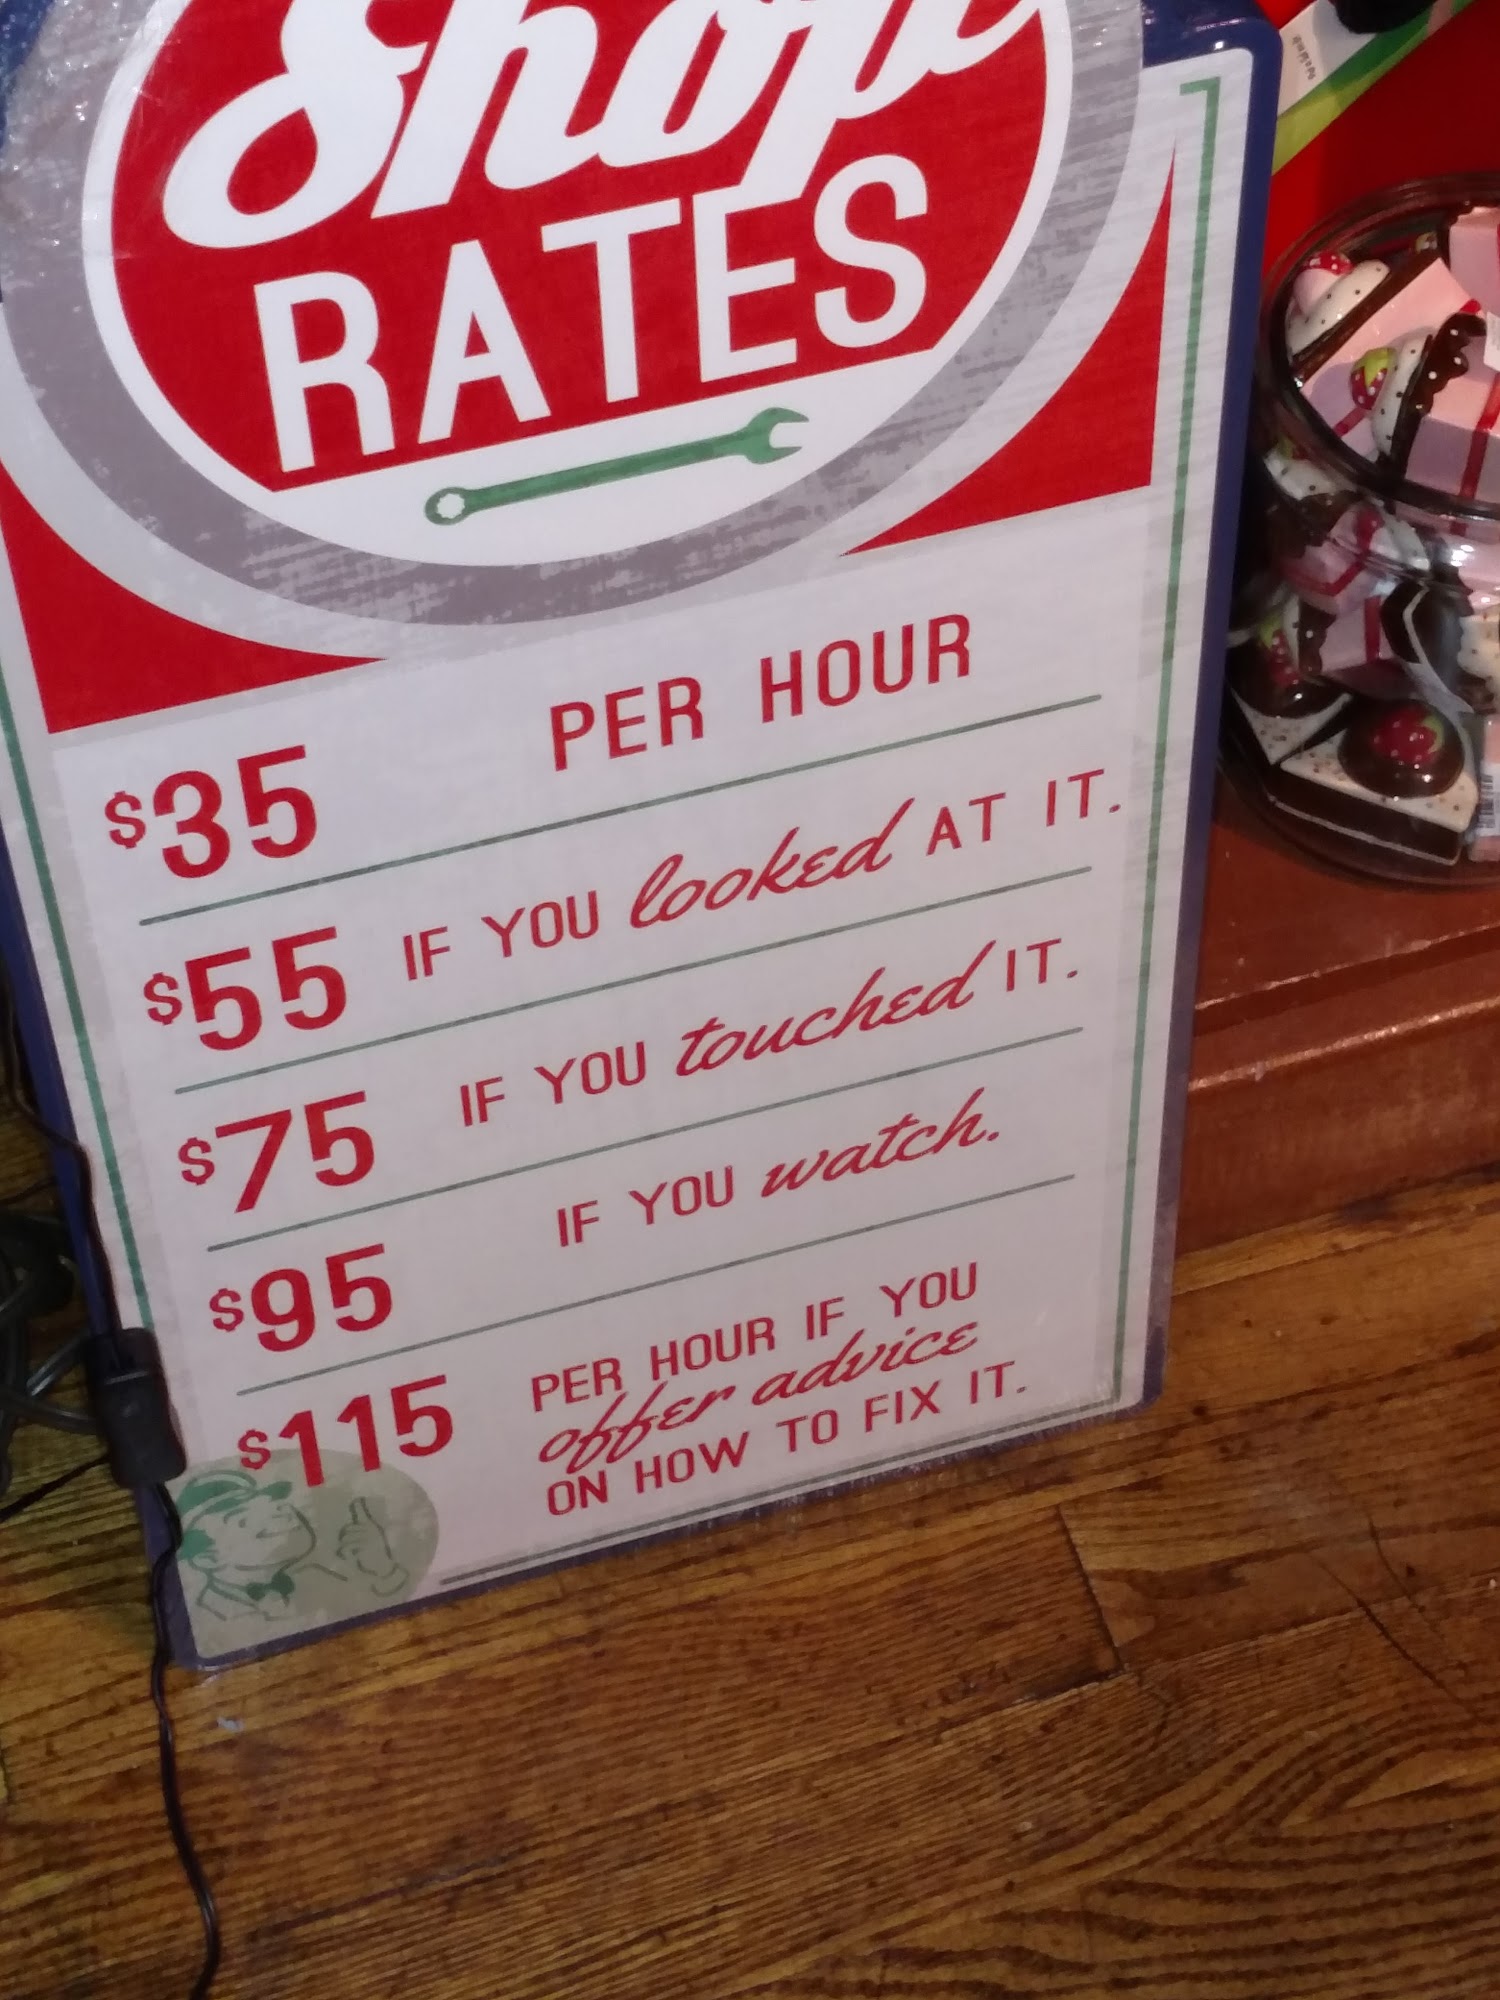 Shop
RATES
$35 PER HOUR
$55 IF YOU looked AT IT.
$75 IF YOU touched IT.
$95 IF YOU watch.
$115 PER HOUR IF YOU
offer advice
ON HOW TO FIX IT.